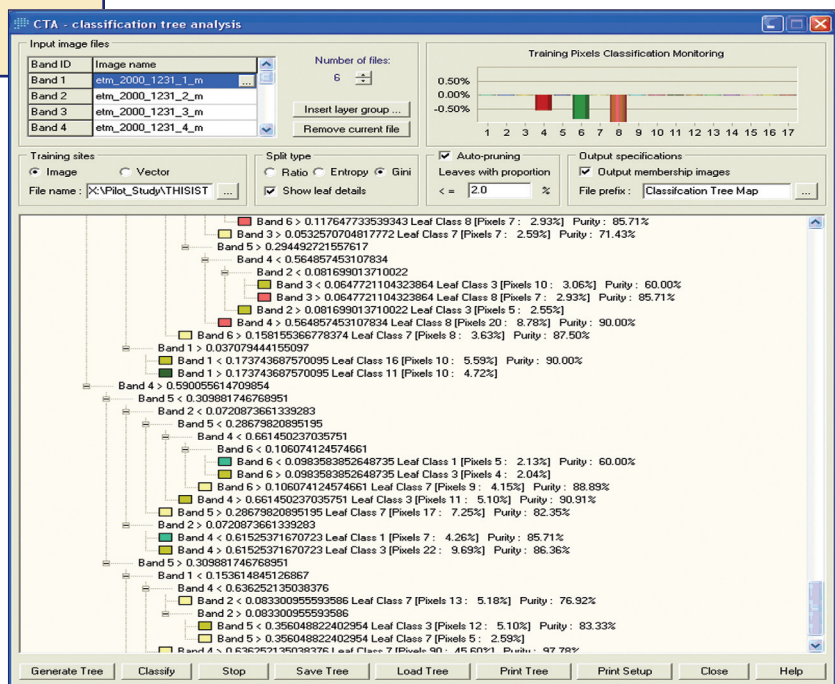 CTA - classification tree analysis
Input image files
Band ID Image name
Band 1 etm_2000_1231_1_m ...
Band 2 etm_2000_1231_2_m
Band 3 etm_2000_1231_3_m
Band 4 etm_2000_1231_4_m
Number of files:
6
Insert layer group ...
Remove current file
Training Pixels Classification Monitoring
0.50%
0.00%
-0.50%
1 2 3 4 5 6 7 8 9 10 11 12 13 14 15 16 17
Training sites
Image Vector
File name : X:\Pilot_Study\THISIST ...
Split type
Ratio Entropy Gini
Show leaf details
Auto-pruning
Leaves with proportion
< = 2.0 %
Output specifications
Output membership images
File prefix : Classifcation Tree Map ...
Band 6 > 0.117647733539343 Leaf Class 8 [Pixels 7 : 2.93%] Purity : 85.71%
Band 3 > 0.0532570704817772 Leaf Class 7 [Pixels 7 : 2.59%] Purity : 71.43%
Band 5 > 0.294492721557617
Band 4 < 0.564857453107834
Band 2 < 0.081699013710022
Band 3 < 0.0647721104323864 Leaf Class 3 [Pixels 10 : 3.06%] Purity : 60.00%
Band 3 > 0.0647721104323864 Leaf Class 8 [Pixels 7 : 2.93%] Purity : 85.71%
Band 2 > 0.081699013710022 Leaf Class 3 [Pixels 5 : 2.55%]
Band 4 > 0.564857453107834 Leaf Class 8 [Pixels 20 : 8.78%] Purity : 90.00%
Band 6 > 0.158155366778374 Leaf Class 7 [Pixels 8 : 3.63%] Purity : 87.50%
Band 1 > 0.037079444155097
Band 1 < 0.173743687570095 Leaf Class 16 [Pixels 10 : 5.59%] Purity : 90.00%
Band 1 > 0.173743687570095 Leaf Class 11 [Pixels 10 : 4.72%]
Band 4 > 0.590055614709854
Band 5 < 0.309881746768951
Band 2 < 0.0720873661339283
Band 5 < 0.28679820895195
Band 4 < 0.661450237035751
Band 6 < 0.106074124574661
Band 6 < 0.0983583852648735 Leaf Class 1 [Pixels 5 : 2.13%] Purity : 60.00%
Band 6 > 0.0983583852648735 Leaf Class 3 [Pixels 4 : 2.04%]
Band 6 > 0.106074124574661 Leaf Class 7 [Pixels 9 : 4.15%] Purity : 88.89%
Band 4 > 0.661450237035751 Leaf Class 3 [Pixels 11 : 5.10%] Purity : 90.91%
Band 5 > 0.28679820895195 Leaf Class 7 [Pixels 17 : 7.25%] Purity : 82.35%
Band 2 > 0.0720873661339283
Band 4 < 0.61525371670723 Leaf Class 1 [Pixels 7 : 4.26%] Purity : 85.71%
Band 4 > 0.61525371670723 Leaf Class 3 [Pixels 22 : 9.69%] Purity : 86.36%
Band 5 > 0.309881746768951
Band 1 < 0.153614845126867
Band 4 < 0.636252135038376
Band 2 < 0.083300955593586 Leaf Class 7 [Pixels 13 : 5.18%] Purity : 76.92%
Band 2 > 0.083300955593586
Band 5 < 0.356048822402954 Leaf Class 3 [Pixels 12 : 5.10%] Purity : 83.33%
Band 5 > 0.356048822402954 Leaf Class 7 [Pixels 5 : 2.59%]
Band 4 > 0.636252135038376 Leaf Class 7 [Pixels 90 : 45.60%] Purity : 97.78%
Generate Tree Classify Stop Save Tree Load Tree Print Tree Print Setup Close Help